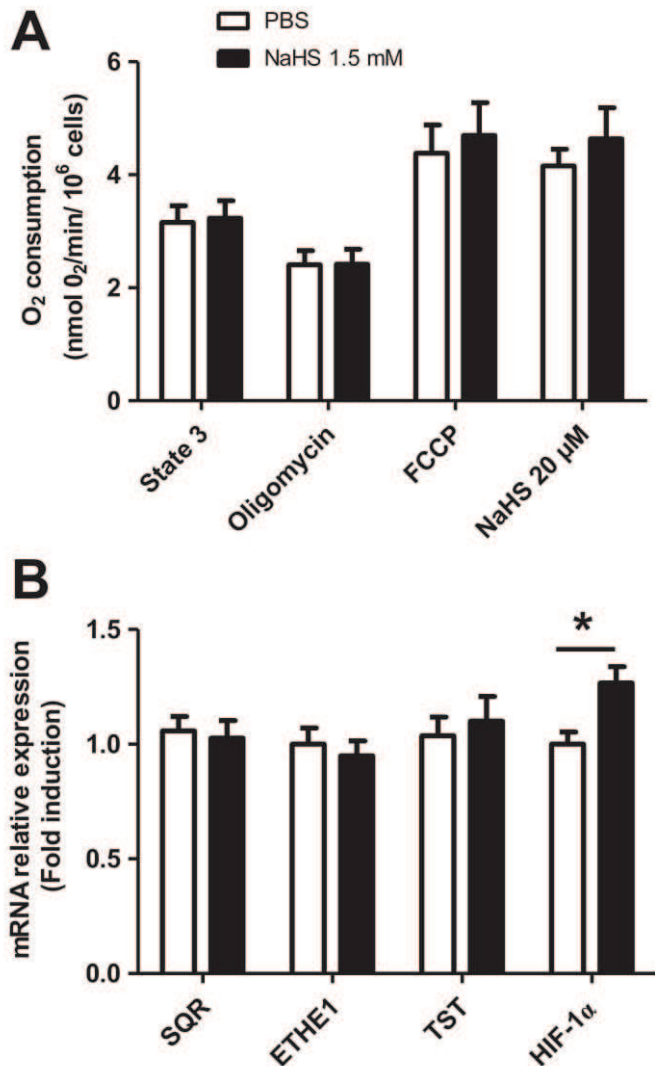 A
PBS
NaHS 1.5 mM
O₂ consumption
(nmol 0₂/min/ 10⁶ cells)
6
4
2
0
State 3
Oligomycin
FCCP
NaHS 20 µM
B
mRNA relative expression
(Fold induction)
1.5
1.0
0.5
0.0
*
SQR
ETHE1
TST
HIF-1α